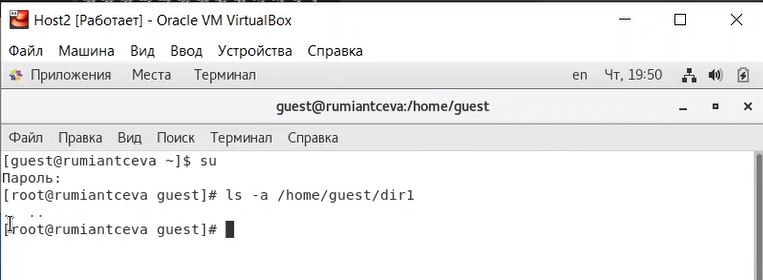 Host2 [Работает] - Oracle VM VirtualBox
Файл Машина Вид Ввод Устройства Справка
Приложения Места Терминал en Чт, 19:50
guest@rumiantceva:/home/guest
Файл Правка Вид Поиск Терминал Справка
[guest@rumiantceva ~]$ su
Пароль:
[root@rumiantceva guest]# ls -a /home/guest/dir1
. ..
[root@rumiantceva guest]#